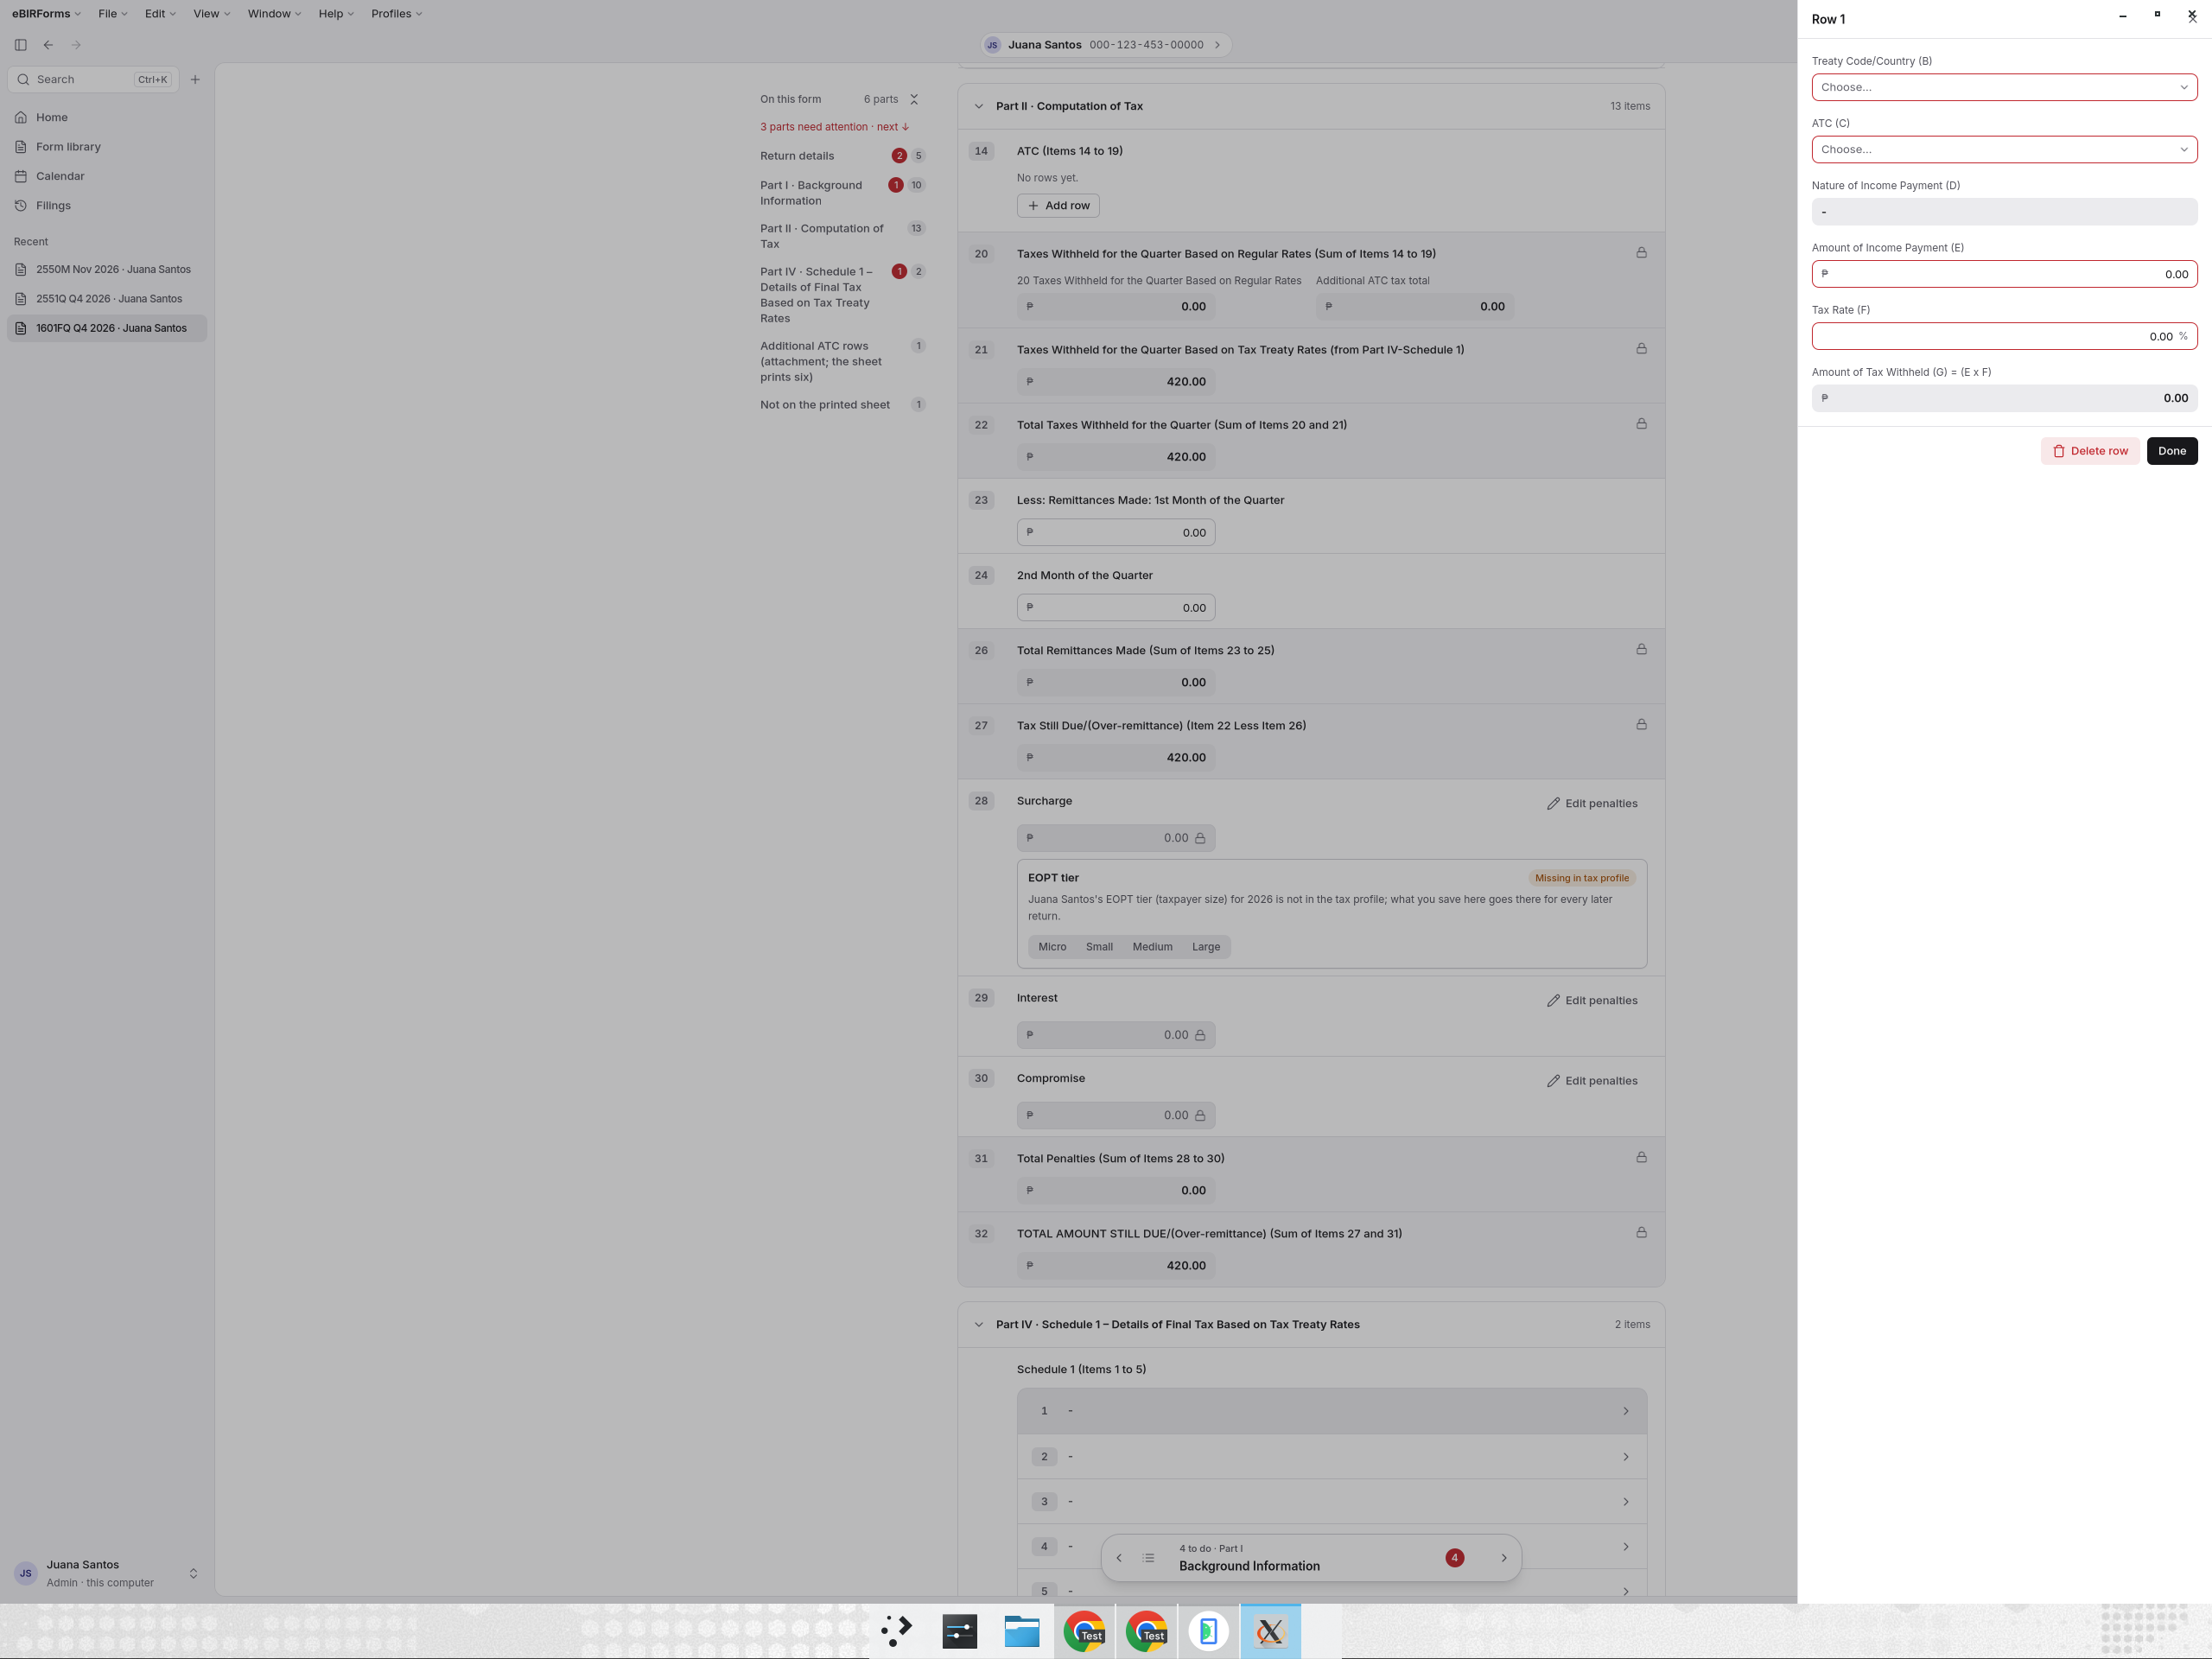 eBIRForms File Edit View Window Help Profiles
JS Juana Santos 000-123-453-00000
Search Ctrl+K
Home
Form library
Calendar
Filings
Recent
2550M Nov 2026 · Juana Santos
2551Q Q4 2026 · Juana Santos
1601FQ Q4 2026 · Juana Santos
JS Juana Santos
Admin · this computer
On this form 6 parts
3 parts need attention · next ↓
Return details 2 5
Part I · Background 1 10
Information
Part II · Computation of 13
Tax
Part IV · Schedule 1 – 1 2
Details of Final Tax
Based on Tax Treaty
Rates
Additional ATC rows 1
(attachment; the sheet
prints six)
Not on the printed sheet 1
Part II · Computation of Tax 13 items
14 ATC (Items 14 to 19)
No rows yet.
Add row
20 Taxes Withheld for the Quarter Based on Regular Rates (Sum of Items 14 to 19)
20 Taxes Withheld for the Quarter Based on Regular Rates Additional ATC tax total
₱ 0.00 ₱ 0.00
21 Taxes Withheld for the Quarter Based on Tax Treaty Rates (from Part IV-Schedule 1)
₱ 420.00
22 Total Taxes Withheld for the Quarter (Sum of Items 20 and 21)
₱ 420.00
23 Less: Remittances Made: 1st Month of the Quarter
₱ 0.00
24 2nd Month of the Quarter
₱ 0.00
26 Total Remittances Made (Sum of Items 23 to 25)
₱ 0.00
27 Tax Still Due/(Over-remittance) (Item 22 Less Item 26)
₱ 420.00
28 Surcharge Edit penalties
₱ 0.00
EOPT tier Missing in tax profile
Juana Santos's EOPT tier (taxpayer size) for 2026 is not in the tax profile; what you save here goes there for every later
return.
Micro Small Medium Large
29 Interest Edit penalties
₱ 0.00
30 Compromise Edit penalties
₱ 0.00
31 Total Penalties (Sum of Items 28 to 30)
₱ 0.00
32 TOTAL AMOUNT STILL DUE/(Over-remittance) (Sum of Items 27 and 31)
₱ 420.00
Part IV · Schedule 1 – Details of Final Tax Based on Tax Treaty Rates 2 items
Schedule 1 (Items 1 to 5)
1 -
2 -
3 -
4 -
5 -
4 to do · Part I
Background Information 4
Row 1
Treaty Code/Country (B)
Choose...
ATC (C)
Choose...
Nature of Income Payment (D)
-
Amount of Income Payment (E)
₱ 0.00
Tax Rate (F)
0.00 %
Amount of Tax Withheld (G) = (E x F)
₱ 0.00
Delete row Done
Test Test